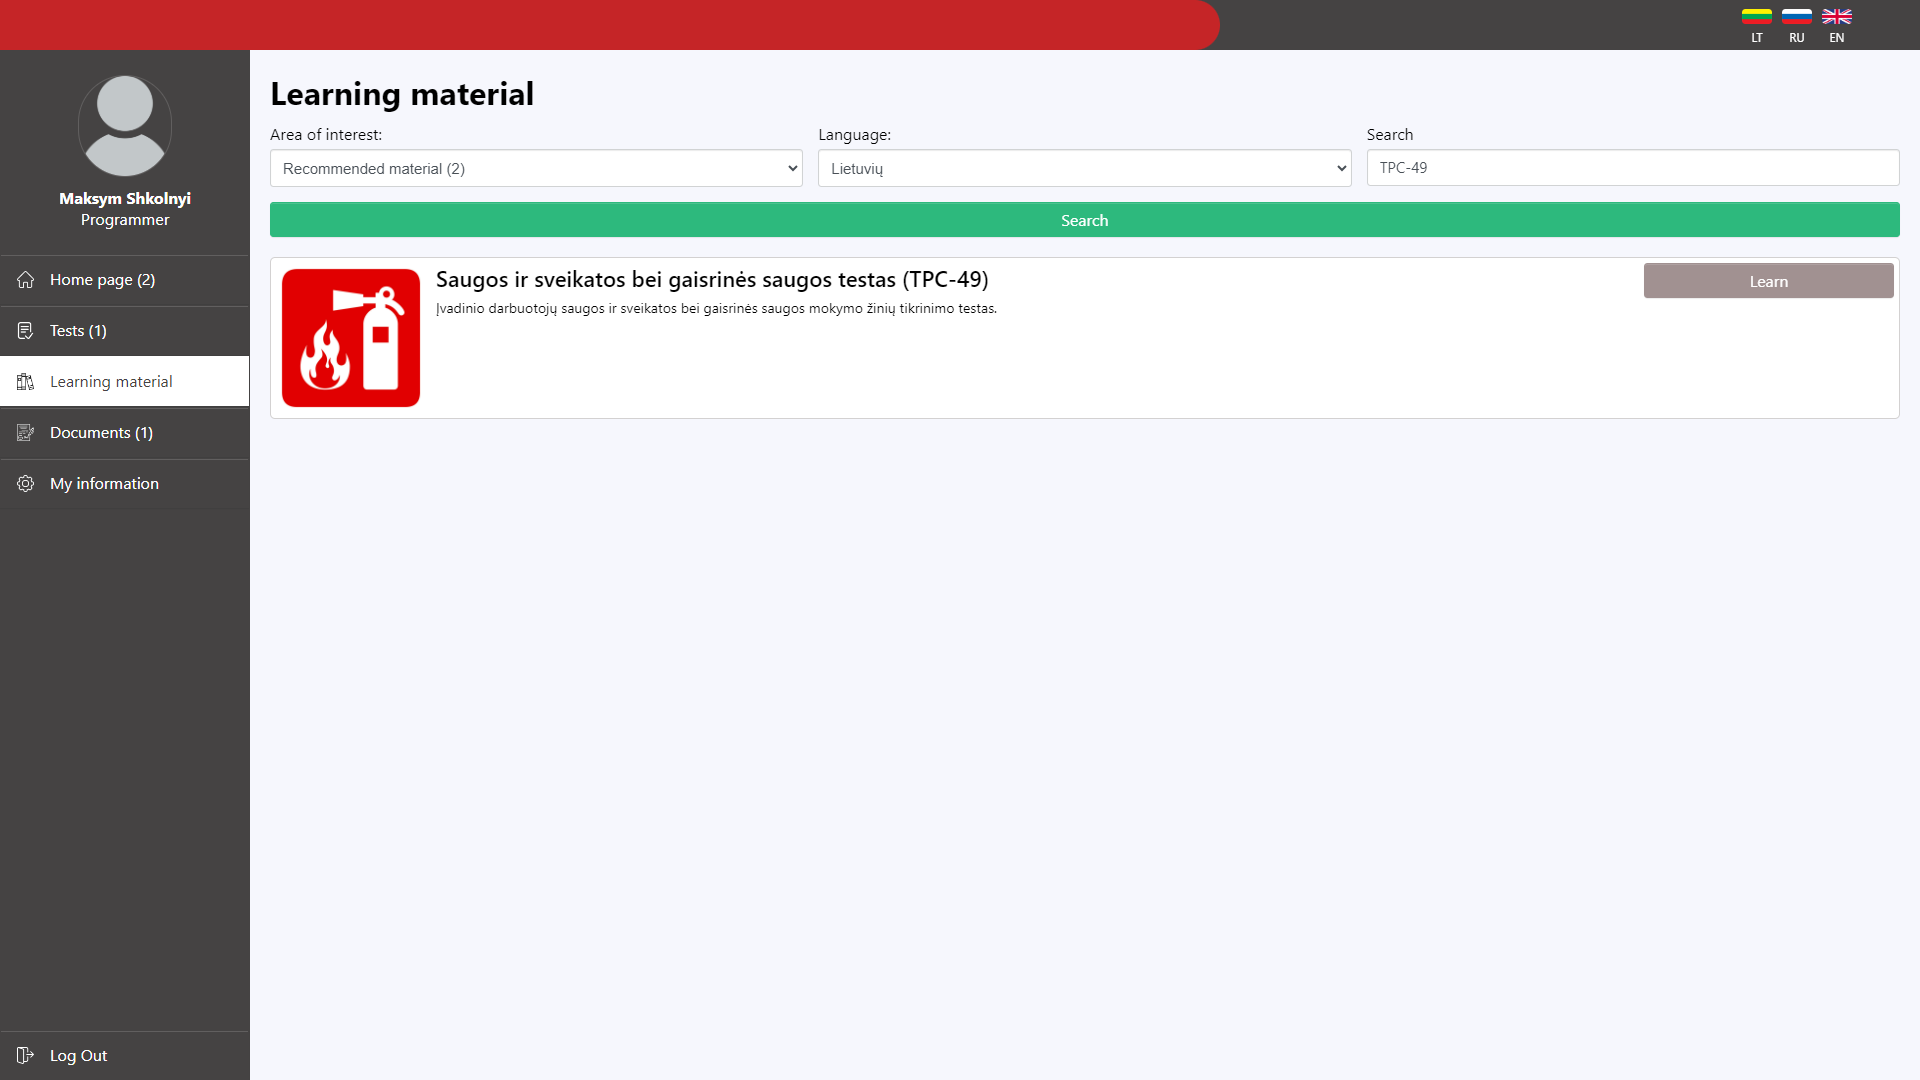 LT RU EN
Maksym Shkolnyi
Programmer
Home page (2)
Tests (1)
Learning material
Documents (1)
My information
Log Out
Learning material
Area of interest:
Recommended material (2)
Language:
Lietuvių
Search
TPC-49
Search
Saugos ir sveikatos bei gaisrinės saugos testas (TPC-49)
Įvadinio darbuotojų saugos ir sveikatos bei gaisrinės saugos mokymo žinių tikrinimo testas.
Learn